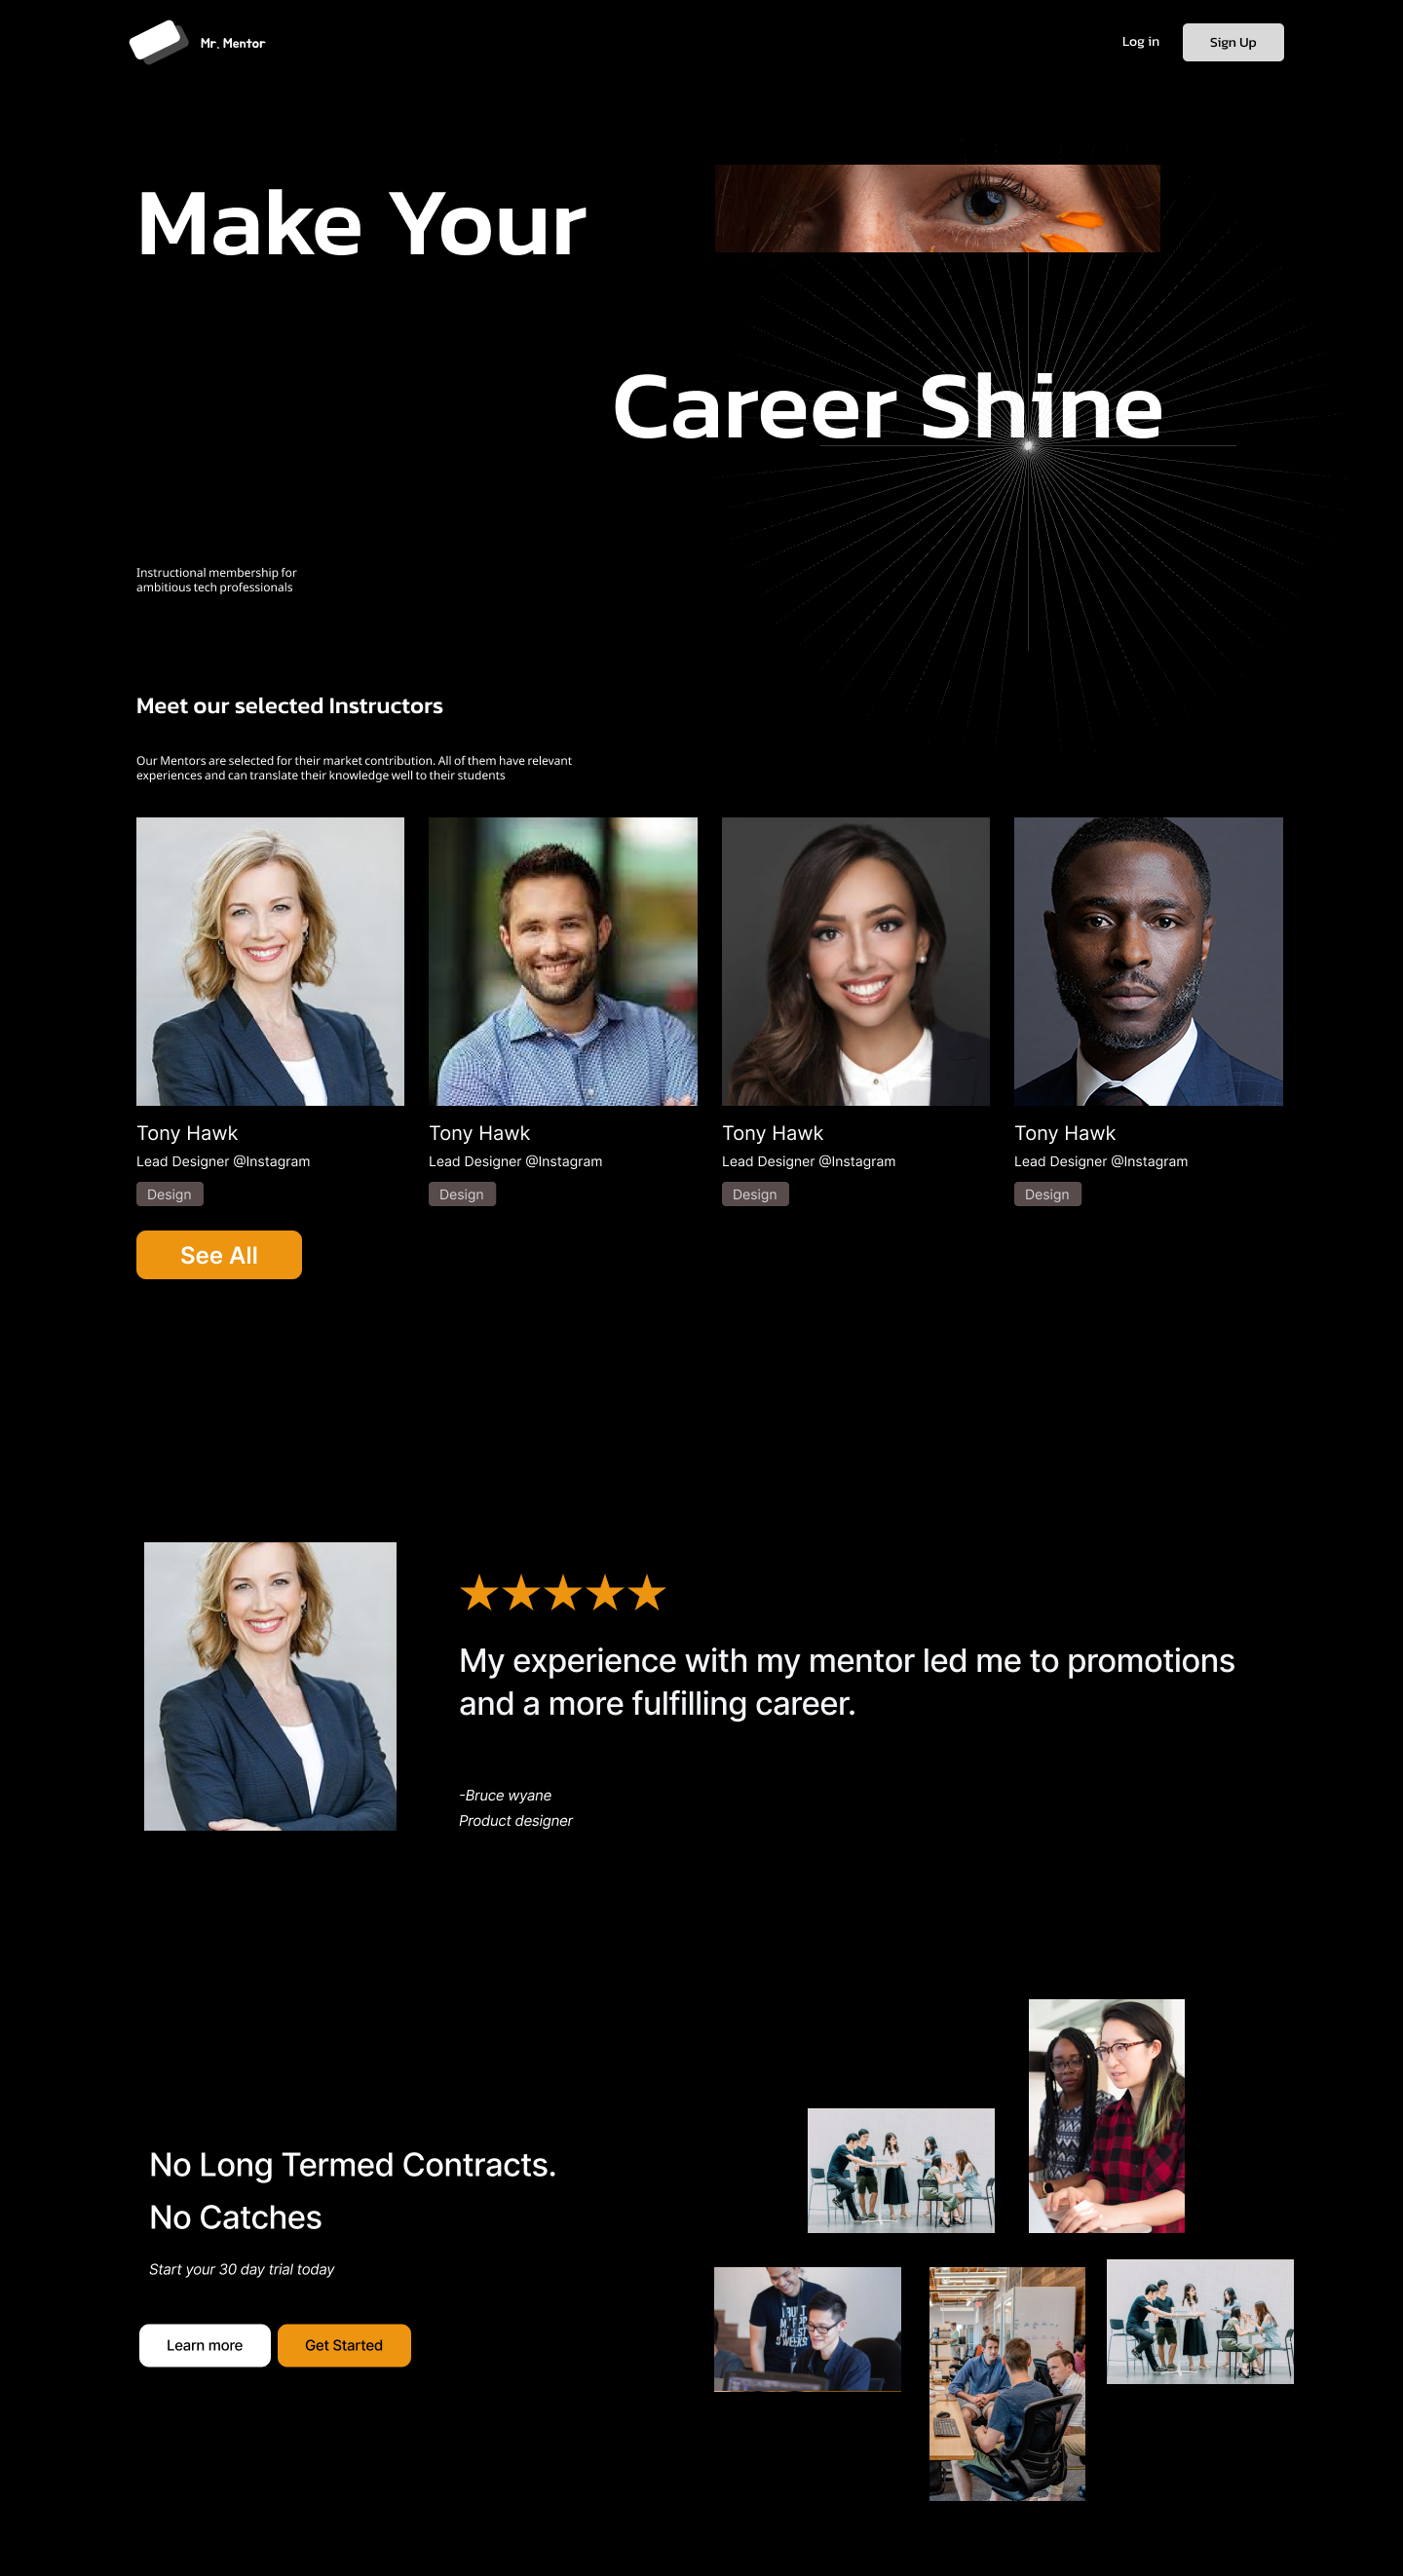 Mr. Mentor
Log in
Sign Up
Make Your
Career Shine
Instructional membership for
ambitious tech professionals
Meet our selected Instructors
Our Mentors are selected for their market contribution. All of them have relevant
experiences and can translate their knowledge well to their students
Tony Hawk
Lead Designer @Instagram
Design
Tony Hawk
Lead Designer @Instagram
Design
Tony Hawk
Lead Designer @Instagram
Design
Tony Hawk
Lead Designer @Instagram
Design
See All
My experience with my mentor led me to promotions
and a more fulfilling career.
-Bruce wyane
Product designer
No Long Termed Contracts.
No Catches
Start your 30 day trial today
Learn more
Get Started